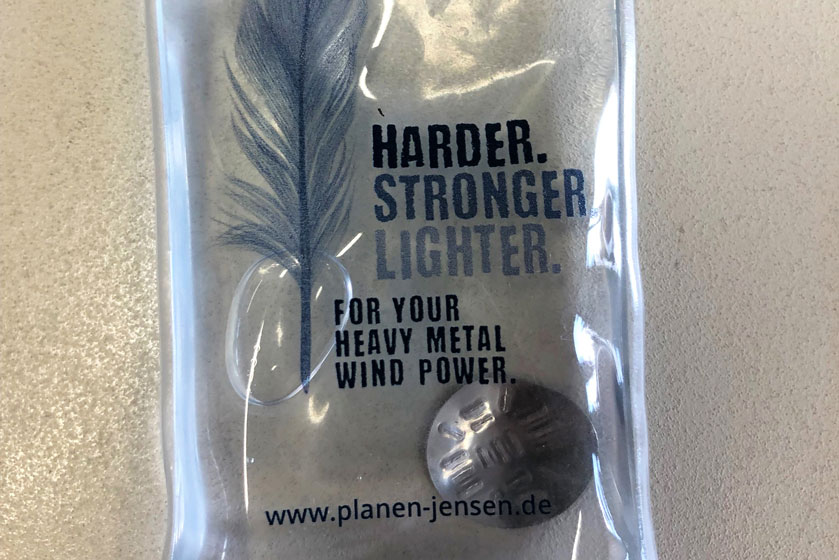 HARDER.
STRONGER
LIGHTER.
FOR YOUR
HEAVY METAL
WIND POWER.
www.planen-jensen.de